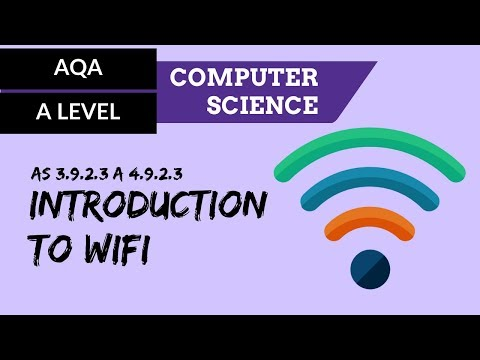 AQA
A LEVEL
COMPUTER
SCIENCE
AS 3.9.2.3 A 4.9.2.3
INTRODUCTION
TO WIFI